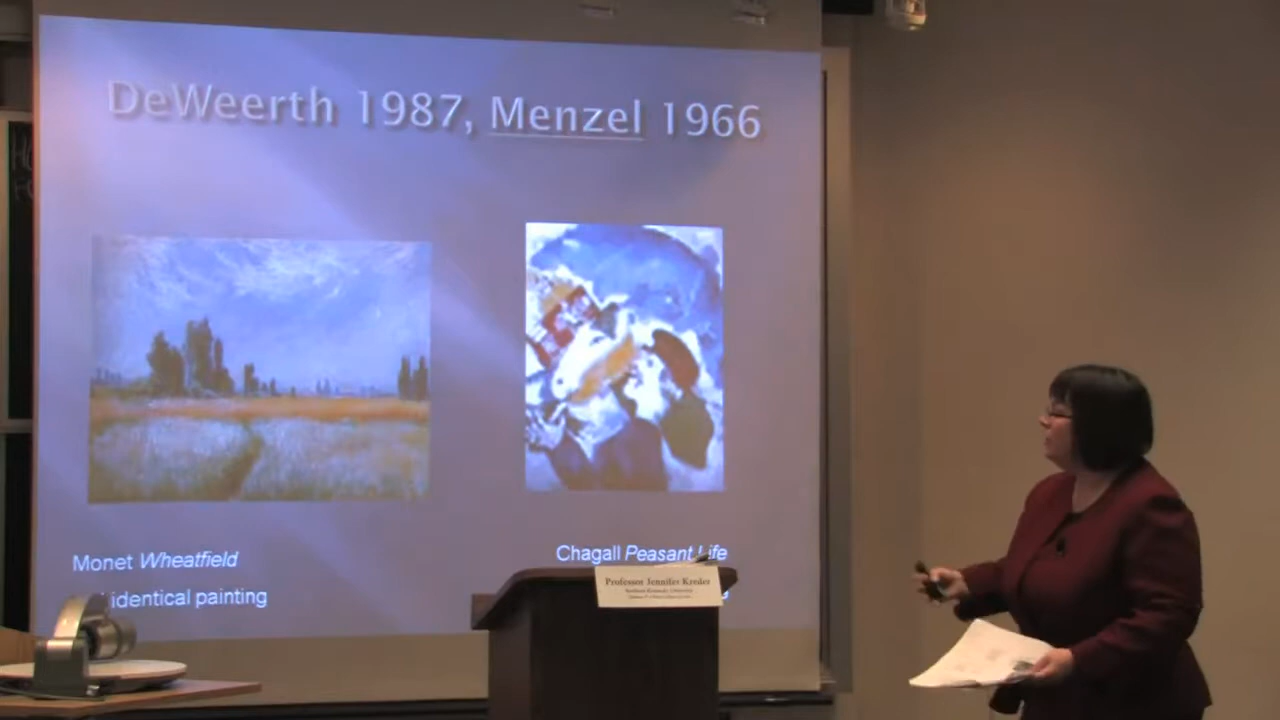 DeWeerth 1987, Menzel 1966
Monet Wheatfield
identical painting
Chagall Peasant Life
Professor Jennifer Kreder
Northern Kentucky University